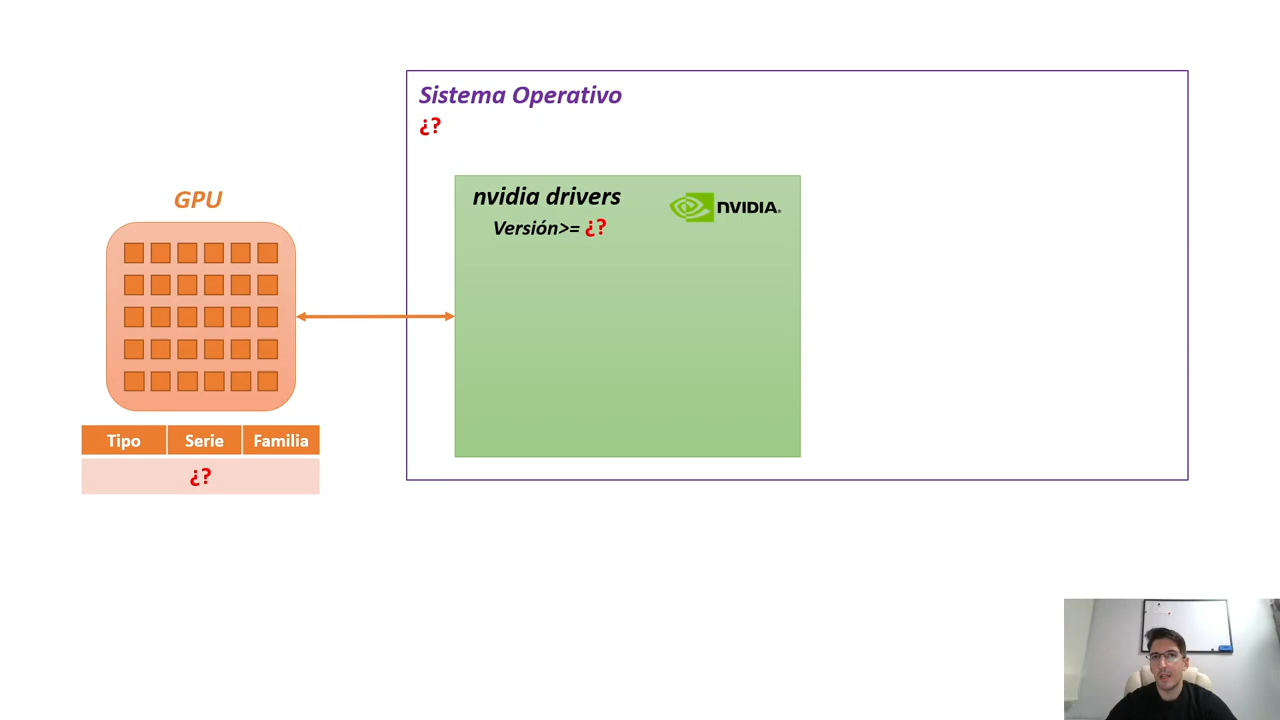 Sistema Operativo
¿?
GPU
nvidia drivers
NVIDIA.
Versión>= ¿?
Tipo Serie Familia
¿?